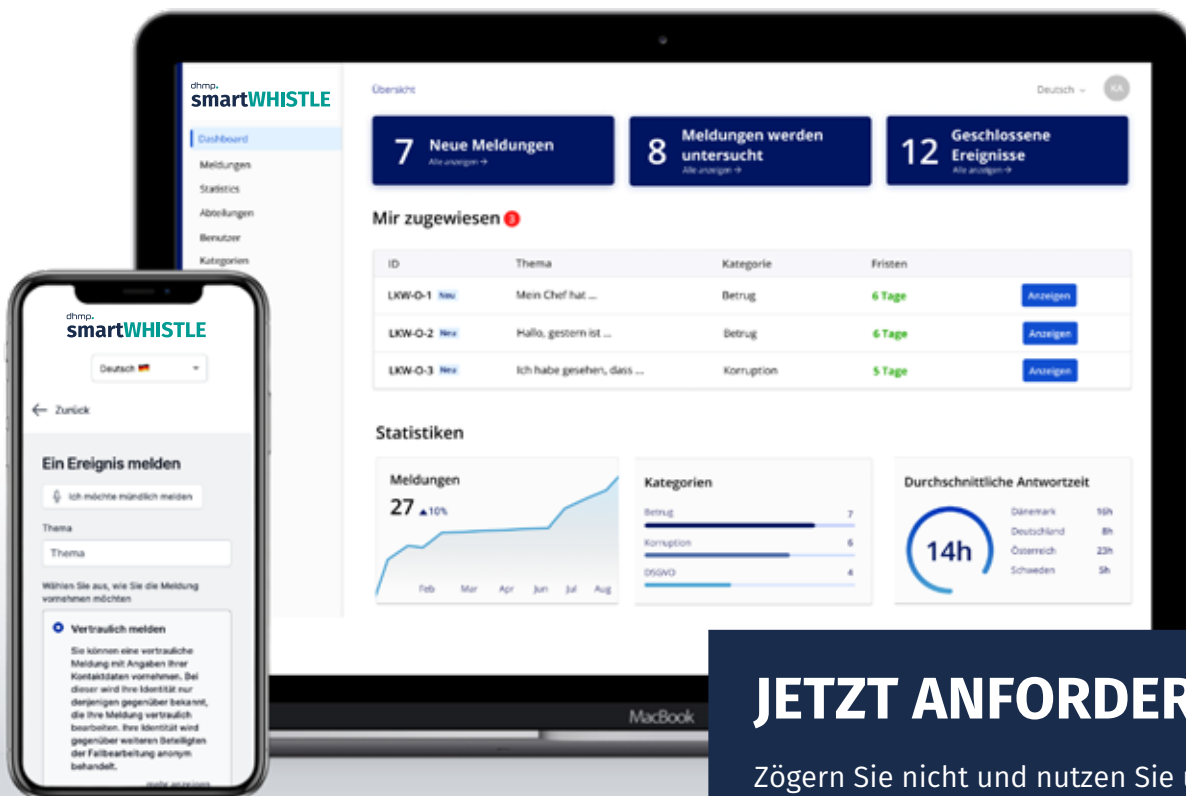 dhmp.
smartWHISTLE
Dashboard
Meldungen
Statistics
Abteilungen
Benutzer
Kategorien
Übersicht
Deutsch
KA
7 Neue Meldungen
Alle anzeigen →
8 Meldungen werden
untersucht
Alle anzeigen →
12 Geschlossene
Ereignisse
Alle anzeigen →
Mir zugewiesen 3
ID Thema Kategorie Fristen
LKW-O-1 Neu Mein Chef hat ... Betrug 6 Tage Anzeigen
LKW-O-2 Neu Hallo, gestern ist ... Betrug 6 Tage Anzeigen
LKW-O-3 Neu Ich habe gesehen, dass ... Korruption 5 Tage Anzeigen
Statistiken
Meldungen
27 ▲10%
Feb Mar Apr Jun Jul Aug
Kategorien
Betrug 7
Korruption 6
DSGVO 4
Durchschnittliche Antwortzeit
14h
Dänemark 16h
Deutschland 8h
Österreich 23h
Schweden 5h
MacBook
dhmp.
smartWHISTLE
Deutsch
← Zurück
Ein Ereignis melden
Ich möchte mündlich melden
Thema
Thema
Wählen Sie aus, wie Sie die Meldung
vornehmen möchten
Vertraulich melden
Sie können eine vertrauliche
Meldung mit Angaben Ihrer
Kontaktdaten vornehmen. Bei
dieser wird Ihre Identität nur
denjenigen gegenüber bekannt,
die Ihre Meldung vertraulich
bearbeiten. Ihre Identität wird
gegenüber weiteren Beteiligten
der Fallbearbeitung anonym
behandelt.
mehr anzeigen
JETZT ANFORDER
Zögern Sie nicht und nutzen Sie